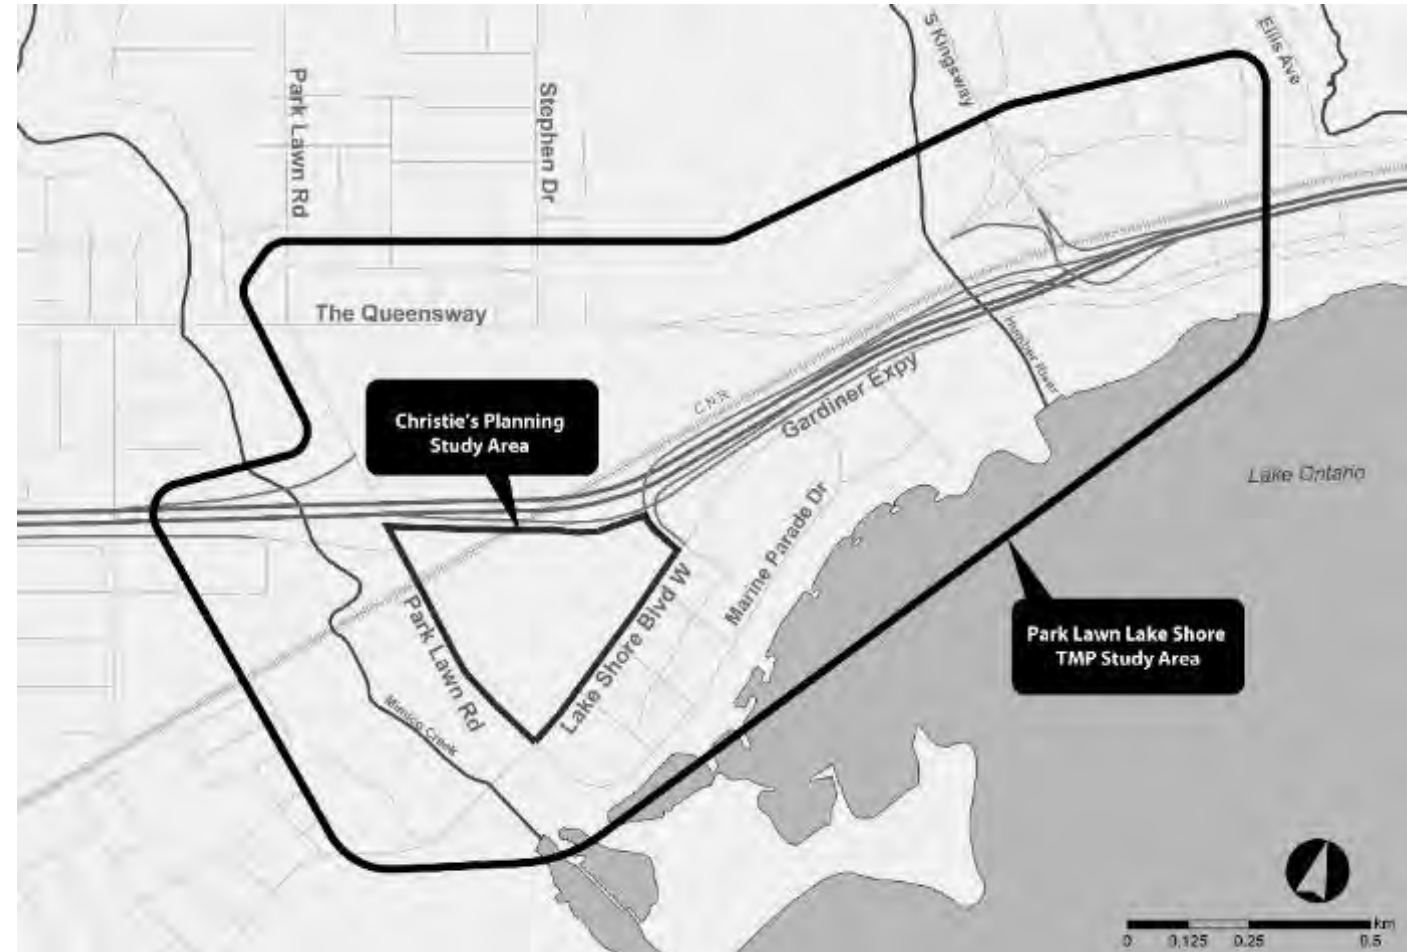 S Kingsway
Ellis Ave
Park Lawn Rd
Stephen Dr
The Queensway
Humber River
Christie's Planning
Study Area
C N R
Gardiner Expy
Lake Ontario
Marine Parade Dr
Park Lawn Rd
Lake Shore Blvd W
Park Lawn Lake Shore
TMP Study Area
Mimico Creek
km
0 0.125 0.25 0.5